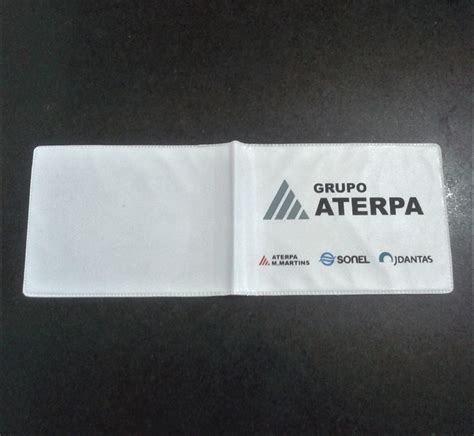 GRUPO
ATERPA
ATERPA
M.MARTINS
SONEL
JDANTAS